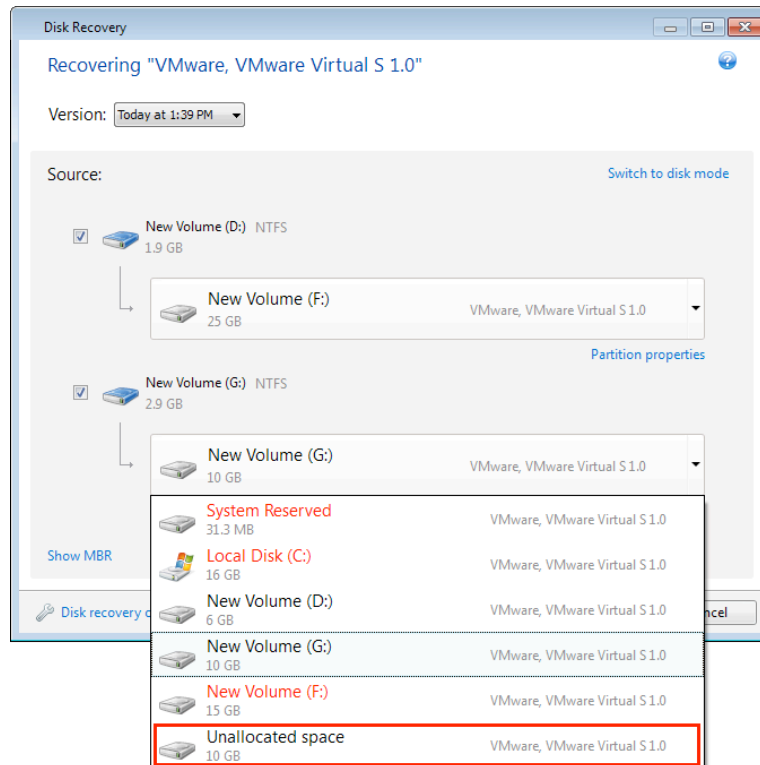 Disk Recovery
Recovering "VMware, VMware Virtual S 1.0"
Version: Today at 1:39 PM
Source: Switch to disk mode
New Volume (D:) NTFS
1.9 GB
New Volume (F:) VMware, VMware Virtual S 1.0
25 GB
Partition properties
New Volume (G:) NTFS
2.9 GB
New Volume (G:) VMware, VMware Virtual S 1.0
10 GB
System Reserved VMware, VMware Virtual S 1.0
31.3 MB
Show MBR
Local Disk (C:) VMware, VMware Virtual S 1.0
16 GB
New Volume (D:) VMware, VMware Virtual S 1.0
6 GB
Disk recovery
New Volume (G:) VMware, VMware Virtual S 1.0
10 GB
New Volume (F:) VMware, VMware Virtual S 1.0
15 GB
Unallocated space VMware, VMware Virtual S 1.0
10 GB